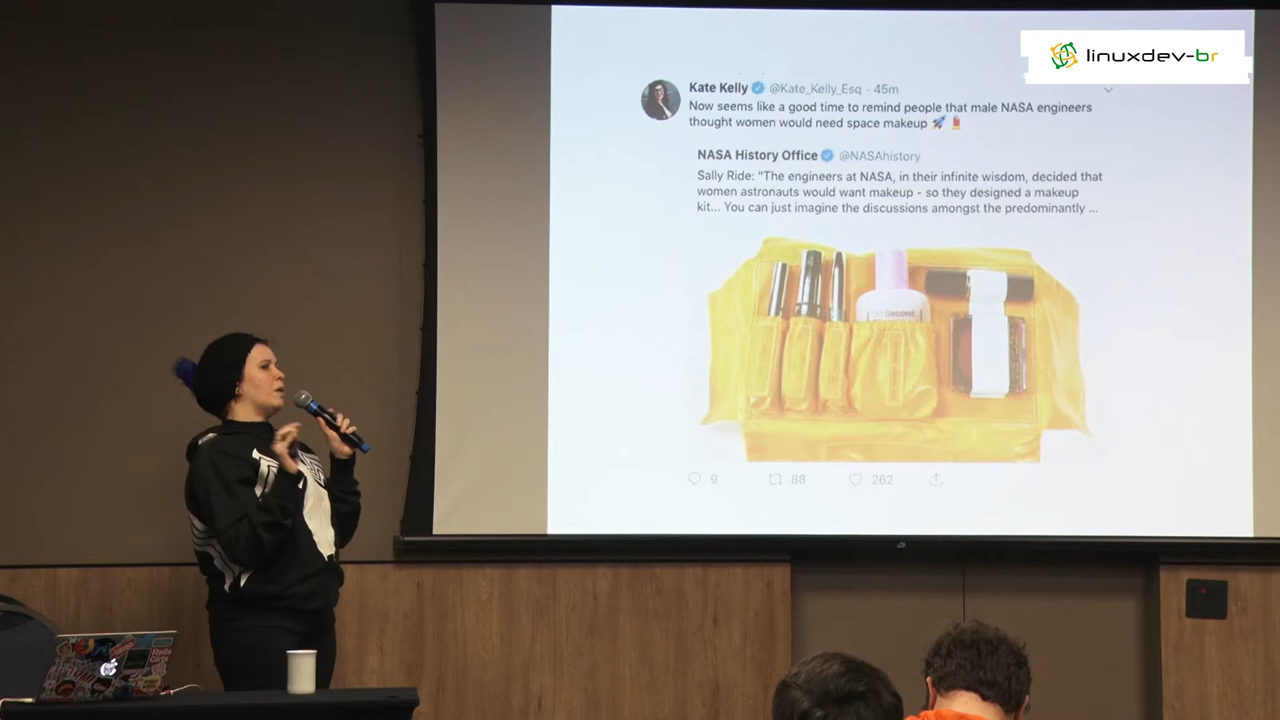 linuxdev-br
Kate Kelly @Kate_Kelly_Esq · 45m
Now seems like a good time to remind people that male NASA engineers
thought women would need space makeup 🚀 💄
NASA History Office @NASAhistory
Sally Ride: "The engineers at NASA, in their infinite wisdom, decided that
women astronauts would want makeup - so they designed a makeup
kit... You can just imagine the discussions amongst the predominantly ...
Second
9 88 262
Rails
Girls